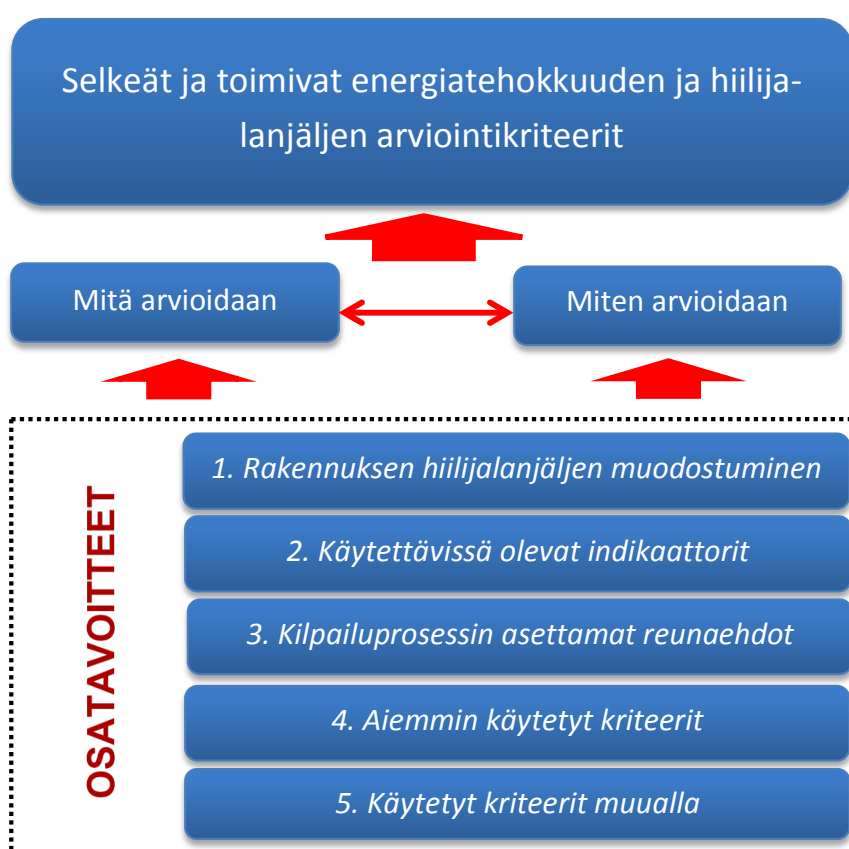 Selkeät ja toimivat energiatehokkuuden ja hiilija-
lanjäljen arviointikriteerit
Mitä arvioidaan
Miten arvioidaan
OSATAVOITTEET
1. Rakennuksen hiilijalanjäljen muodostuminen
2. Käytettävissä olevat indikaattorit
3. Kilpailuprosessin asettamat reunaehdot
4. Aiemmin käytetyt kriteerit
5. Käytetyt kriteerit muualla